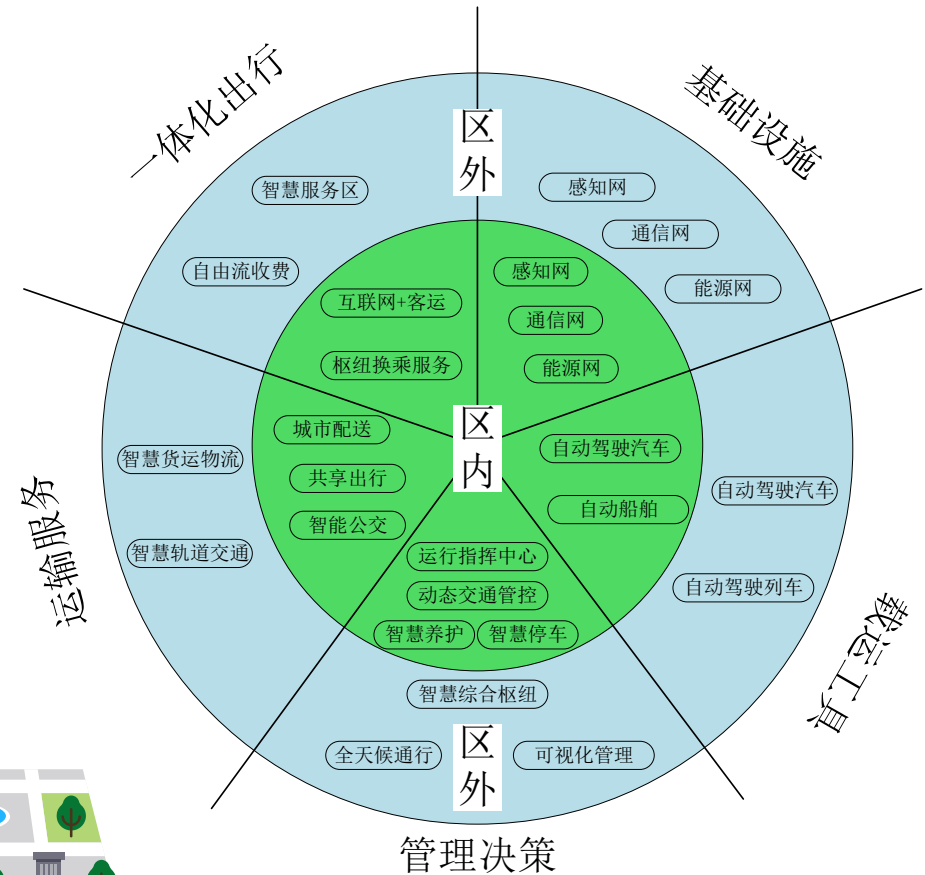 一体化出行
基础设施
区外
智慧服务区
感知网
通信网
自由流收费
能源网
感知网
互联网+客运
通信网
枢纽换乘服务
能源网
区内
城市配送
智慧货运物流
共享出行
自动驾驶汽车
智能公交
自动船舶
自动驾驶汽车
运输服务
智慧轨道交通
运行指挥中心
动态交通管控
自动驾驶列车
智慧养护
智慧停车
载运工具
智慧综合枢纽
区外
全天候通行
可视化管理
管理决策